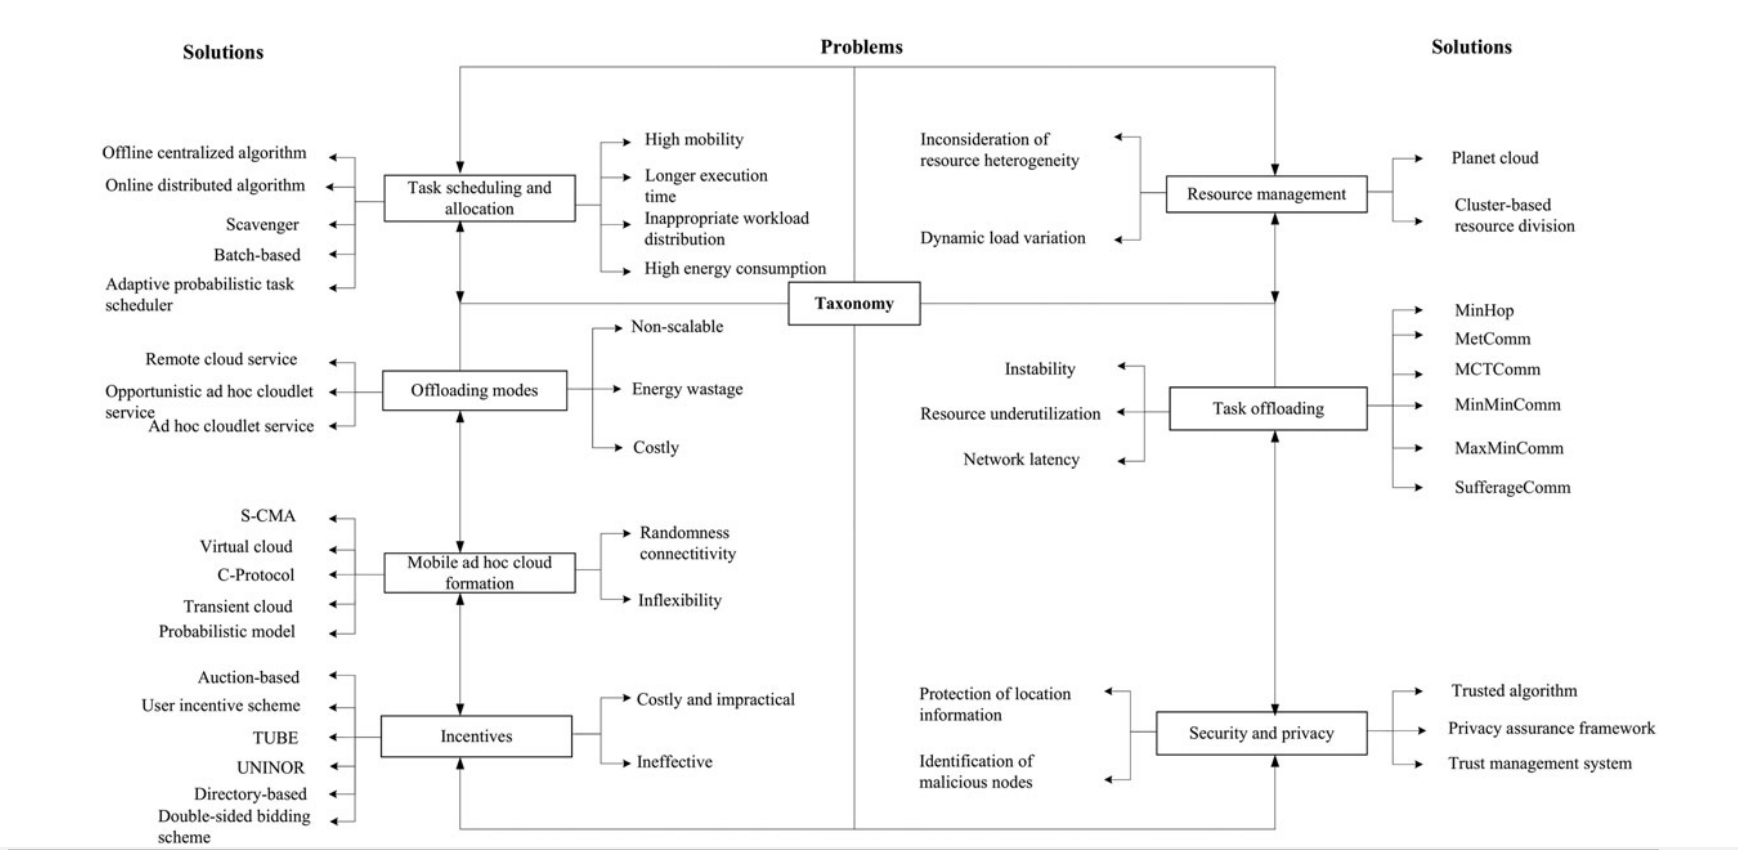 Solutions
Problems
Solutions
Offline centralized algorithm
Online distributed algorithm
Scavenger
Batch-based
Adaptive probabilistic task
scheduler
Task scheduling and
allocation
High mobility
Longer execution
time
Inappropriate workload
distribution
High energy consumption
Inconsideration of
resource heterogeneity
Dynamic load variation
Resource management
Planet cloud
Cluster-based
resource division
Taxonomy
Remote cloud service
Opportunistic ad hoc cloudlet
service
Ad hoc cloudlet service
Offloading modes
Non-scalable
Energy wastage
Costly
Instability
Resource underutilization
Network latency
Task offloading
MinHop
MetComm
MCTComm
MinMinComm
MaxMinComm
SufferageComm
S-CMA
Virtual cloud
C-Protocol
Transient cloud
Probabilistic model
Mobile ad hoc cloud
formation
Randomness
connectitivity
Inflexibility
Auction-based
User incentive scheme
TUBE
UNINOR
Directory-based
Double-sided bidding
scheme
Incentives
Costly and impractical
Ineffective
Protection of location
information
Identification of
malicious nodes
Security and privacy
Trusted algorithm
Privacy assurance framework
Trust management system